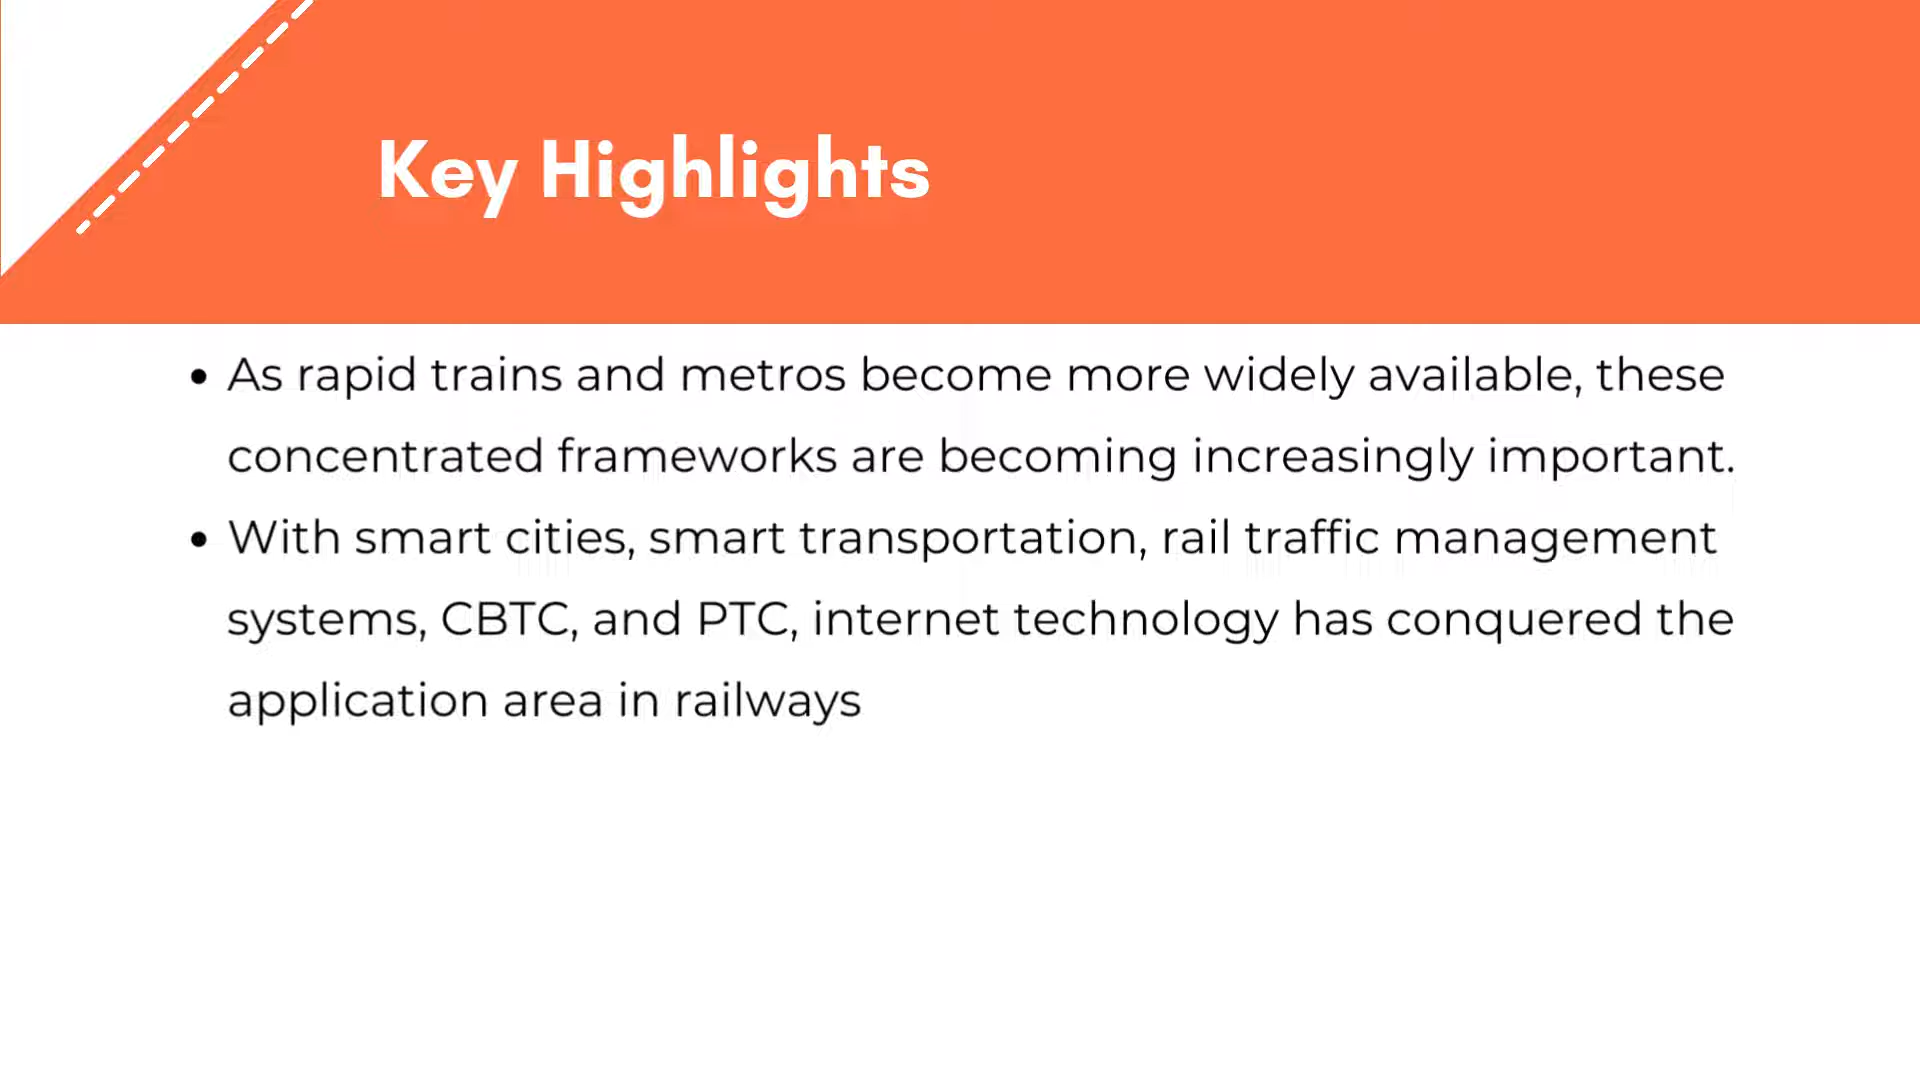 Key Highlights
• As rapid trains and metros become more widely available, these
concentrated frameworks are becoming increasingly important.
• With smart cities, smart transportation, rail traffic management
systems, CBTC, and PTC, internet technology has conquered the
application area in railways